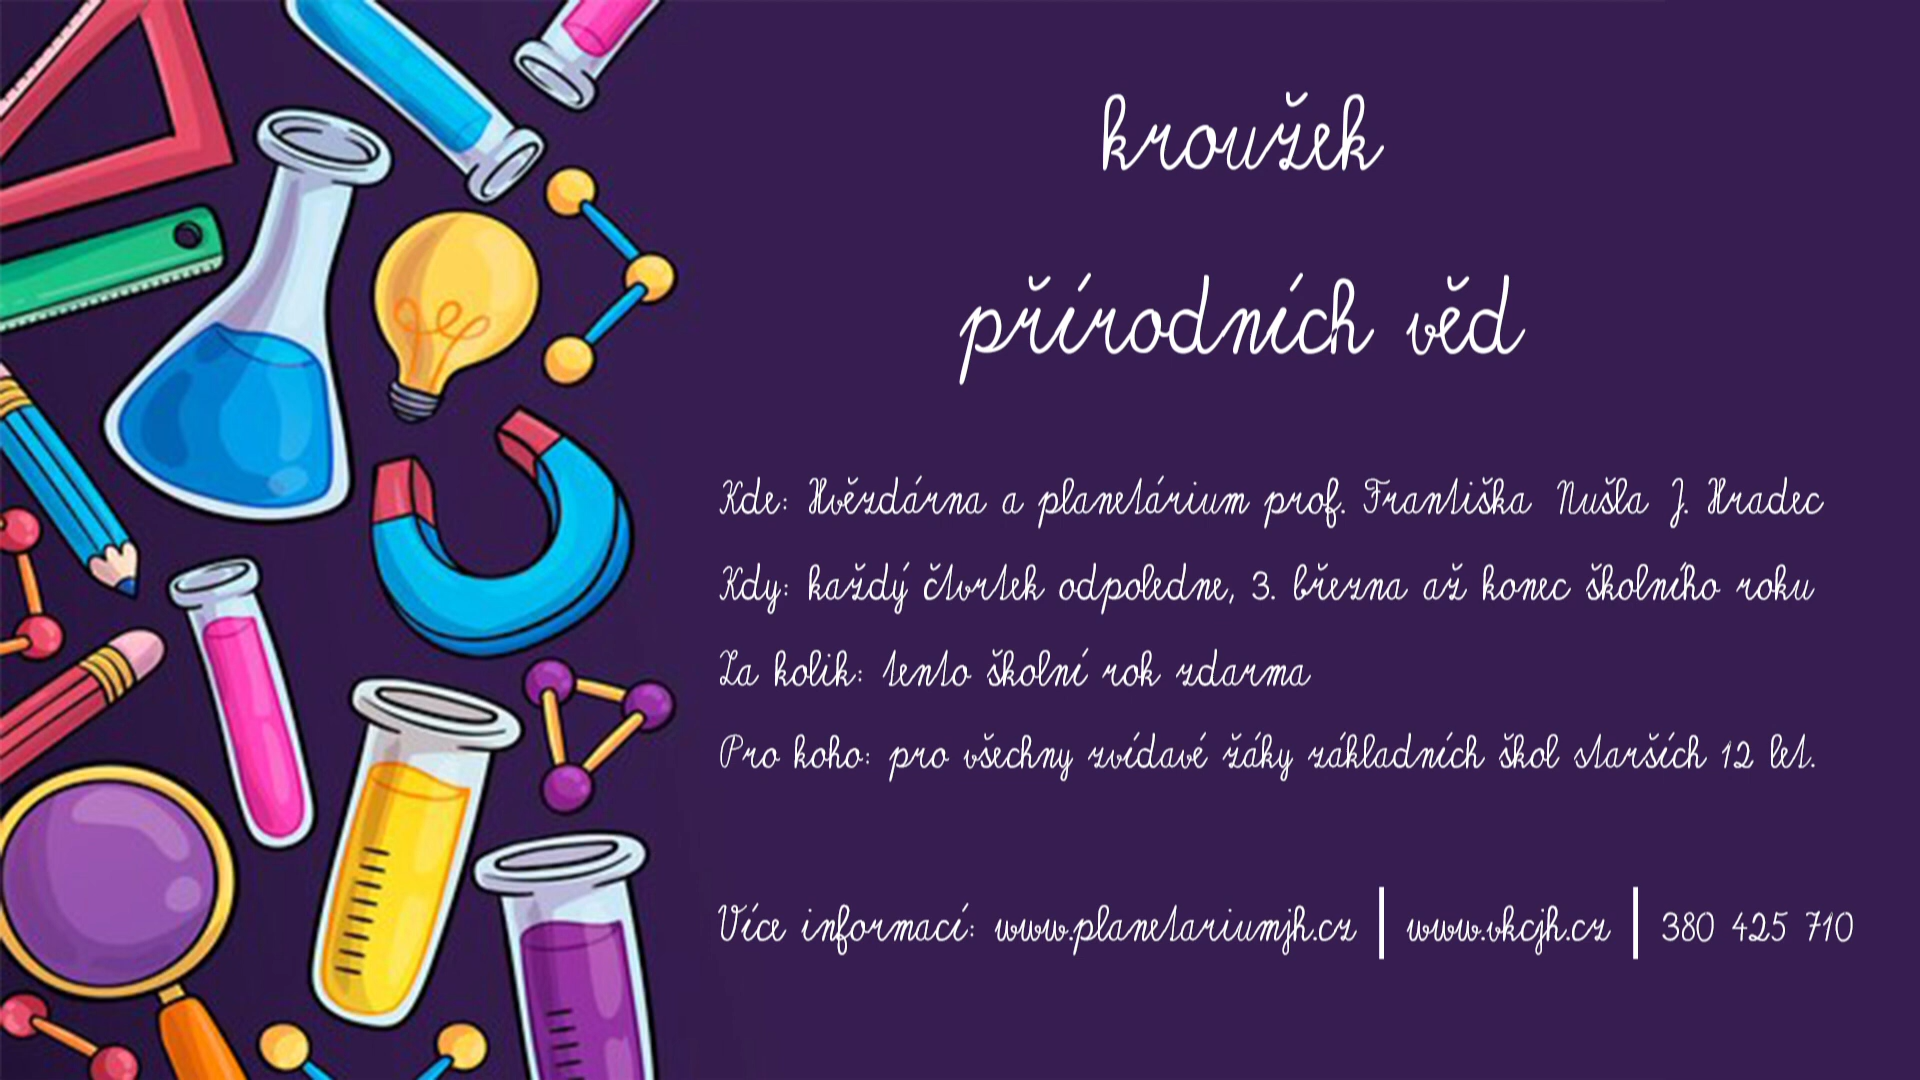 kroužek
přírodních věd
Kde: Hvězdárna a planetárium prof. Františka Nušla J. Hradec
Kdy: každý čtvrtek odpoledne, 3. března až konec školního roku
Za kolik: tento školní rok zdarma
Pro koho: pro všechny zvídavé žáky základních škol starších 12 let.
Více informací: www.planetariumjh.cz | www.vkcjh.cz | 380 425 710